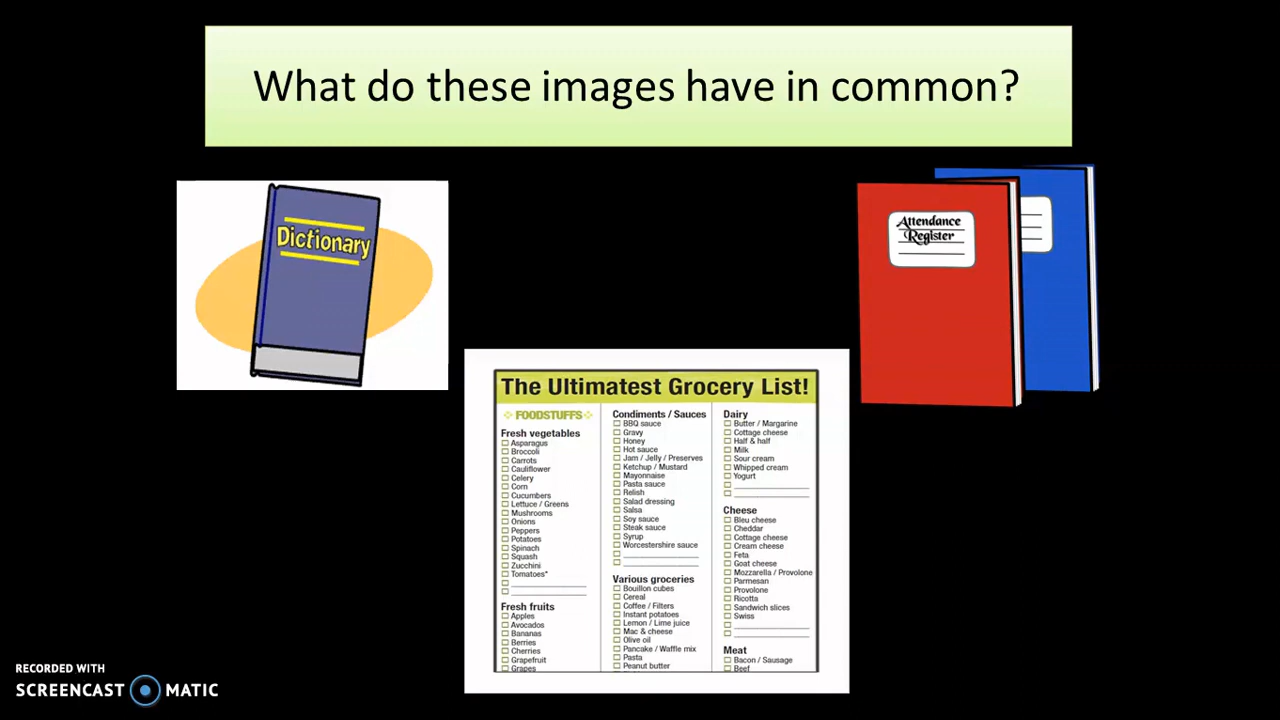 What do these images have in common?
Dictionary
Attendance
Register
The Ultimatest Grocery List!
FOODSTUFFS
Fresh vegetables
Asparagus
Broccoli
Carrots
Cauliflower
Celery
Corn
Cucumbers
Lettuce / Greens
Mushrooms
Onions
Peppers
Potatoes
Spinach
Squash
Zucchini
Tomatoes*
Fresh fruits
Apples
Avocados
Bananas
Berries
Cherries
Grapefruit
Grapes
Condiments / Sauces
BBQ sauce
Gravy
Honey
Hot sauce
Jam / Jelly / Preserves
Ketchup / Mustard
Mayonnaise
Pasta sauce
Relish
Salad dressing
Salsa
Soy sauce
Steak sauce
Syrup
Worcestershire sauce
Various groceries
Bouillon cubes
Cereal
Coffee / Filters
Instant potatoes
Lemon / Lime juice
Mac & cheese
Olive oil
Pancake / Waffle mix
Pasta
Peanut butter
Dairy
Butter / Margarine
Cottage cheese
Half & half
Milk
Sour cream
Whipped cream
Yogurt
Cheese
Bleu cheese
Cheddar
Cottage cheese
Cream cheese
Feta
Goat cheese
Mozzarella / Provolone
Parmesan
Provolone
Ricotta
Sandwich slices
Swiss
Meat
Bacon / Sausage
Beef
RECORDED WITH
SCREENCAST MATIC